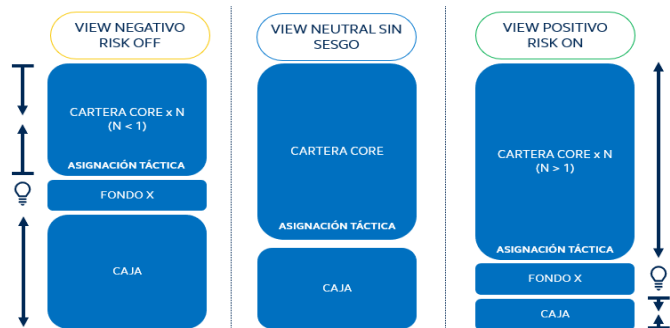 VIEW NEGATIVO
RISK OFF
CARTERA CORE x N
(N < 1)
ASIGNACIÓN TÁCTICA
FONDO X
CAJA
VIEW NEUTRAL SIN
SESGO
CARTERA CORE
ASIGNACIÓN TÁCTICA
CAJA
VIEW POSITIVO
RISK ON
CARTERA CORE x N
(N > 1)
ASIGNACIÓN TÁCTICA
FONDO X
CAJA